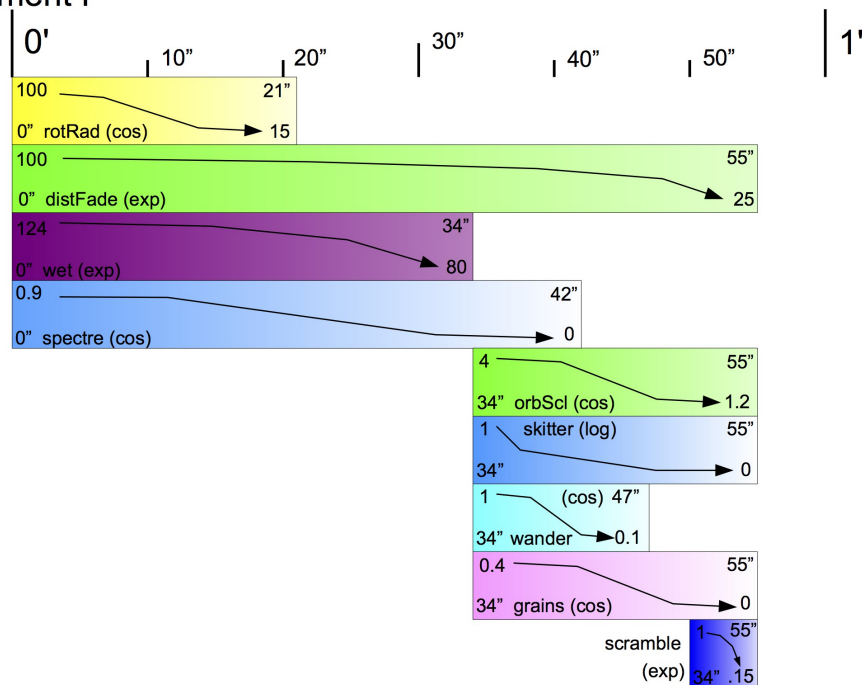 0'
10”
20”
30”
40”
50”
1'
100 21”
0” rotRad (cos) 15
100 55”
0” distFade (exp) 25
124 34”
0” wet (exp) 80
0.9 42”
0” spectre (cos) 0
4 55”
34” orbScl (cos) 1.2
1 skitter (log) 55”
34” 0
1 (cos) 47”
34” wander 0.1
0.4 55”
34” grains (cos) 0
scramble 1 55”
(exp) 34” .15